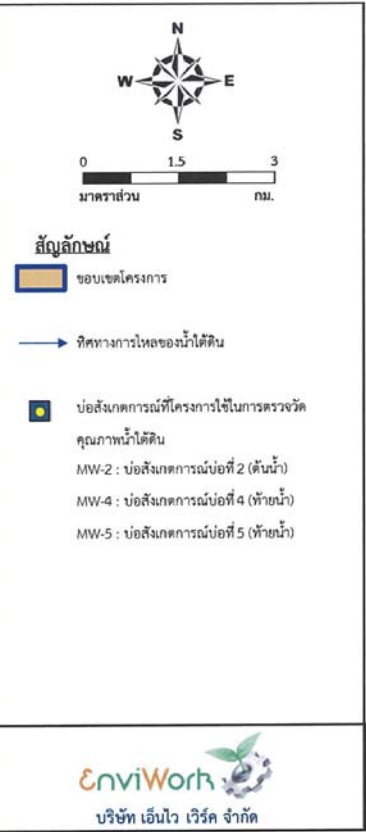 N
W E
S
0 1.5 3
มาตราส่วน กม.
สัญลักษณ์
ขอบเขตโครงการ
ทิศทางการไหลของน้ำใต้ดิน
บ่อสังเกตการณ์ที่โครงการใช้ในการตรวจวัด
คุณภาพน้ำใต้ดิน
MW-2 : บ่อสังเกตการณ์บ่อที่ 2 (ต้นน้ำ)
MW-4 : บ่อสังเกตการณ์บ่อที่ 4 (ท้ายน้ำ)
MW-5 : บ่อสังเกตการณ์บ่อที่ 5 (ท้ายน้ำ)
EnviWork
บริษัท เอ็นไว เวิร์ค จำกัด